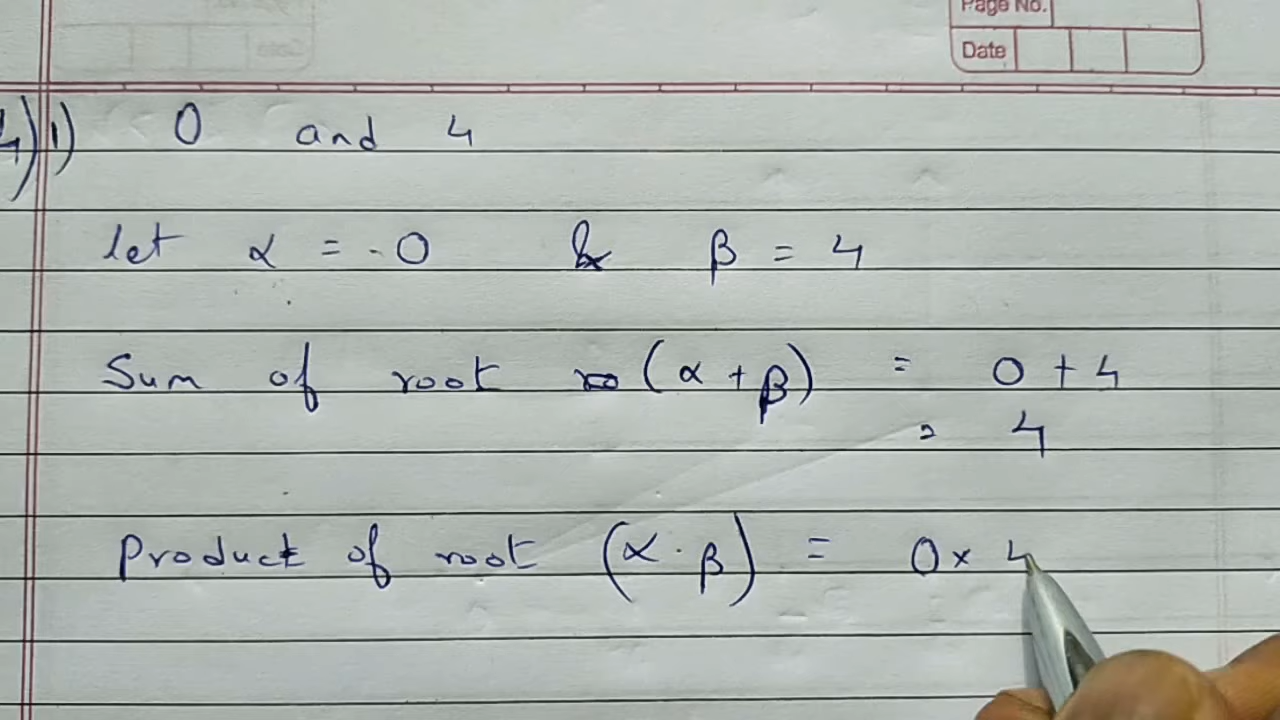 Page No.
Date
4) 1) 0 and 4
let α = - 0 & β = 4
Sum of root (α + β) = 0 + 4
= 4
Product of root (α · β) = 0 × 4